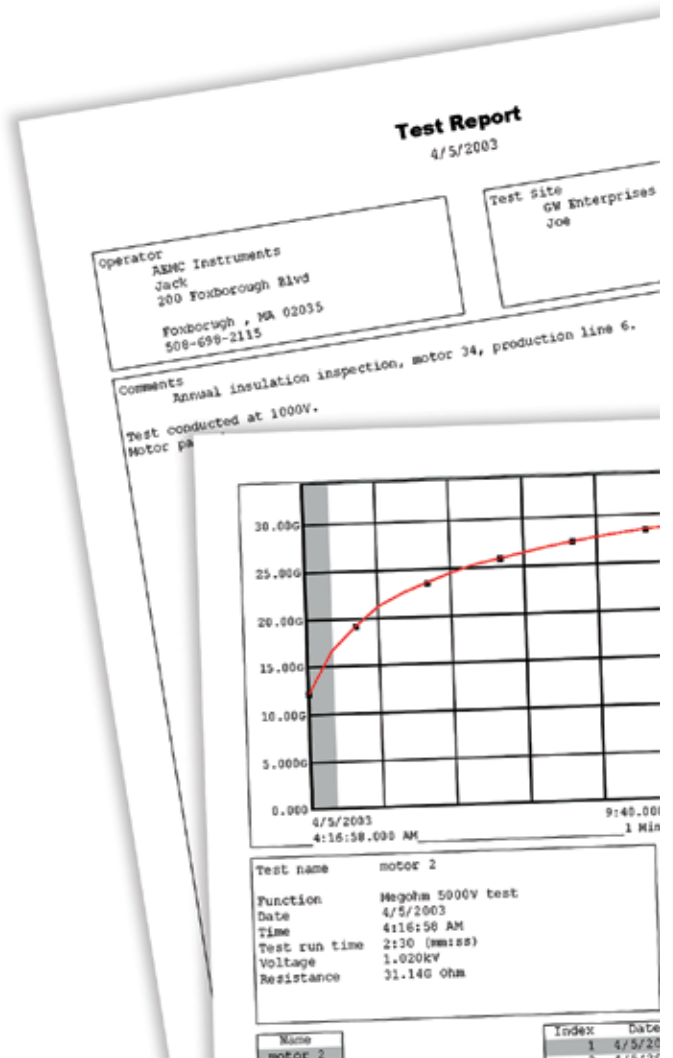 Test Report
4/5/2003
Operator
AEMC Instruments
Jack
200 Foxborough Blvd
Foxborough , MA 02035
508-698-2115
Test Site
GW Enterprises
Joe
Comments
Annual insulation inspection, motor 34, production line 6.
Test conducted at 1000V.
Motor
30.00G
25.00G
20.00G
15.00G
10.00G
5.000G
0.000
4/5/2003
4:16:58.000 AM
9:40.000
1 Min
Test name motor 2
Function Megohm 5000V test
Date 4/5/2003
Time 4:16:58 AM
Test run time 2:30 (mm:ss)
Voltage 1.020kV
Resistance 31.14G Ohm
Name
motor 2
Index Date
1 4/5/20